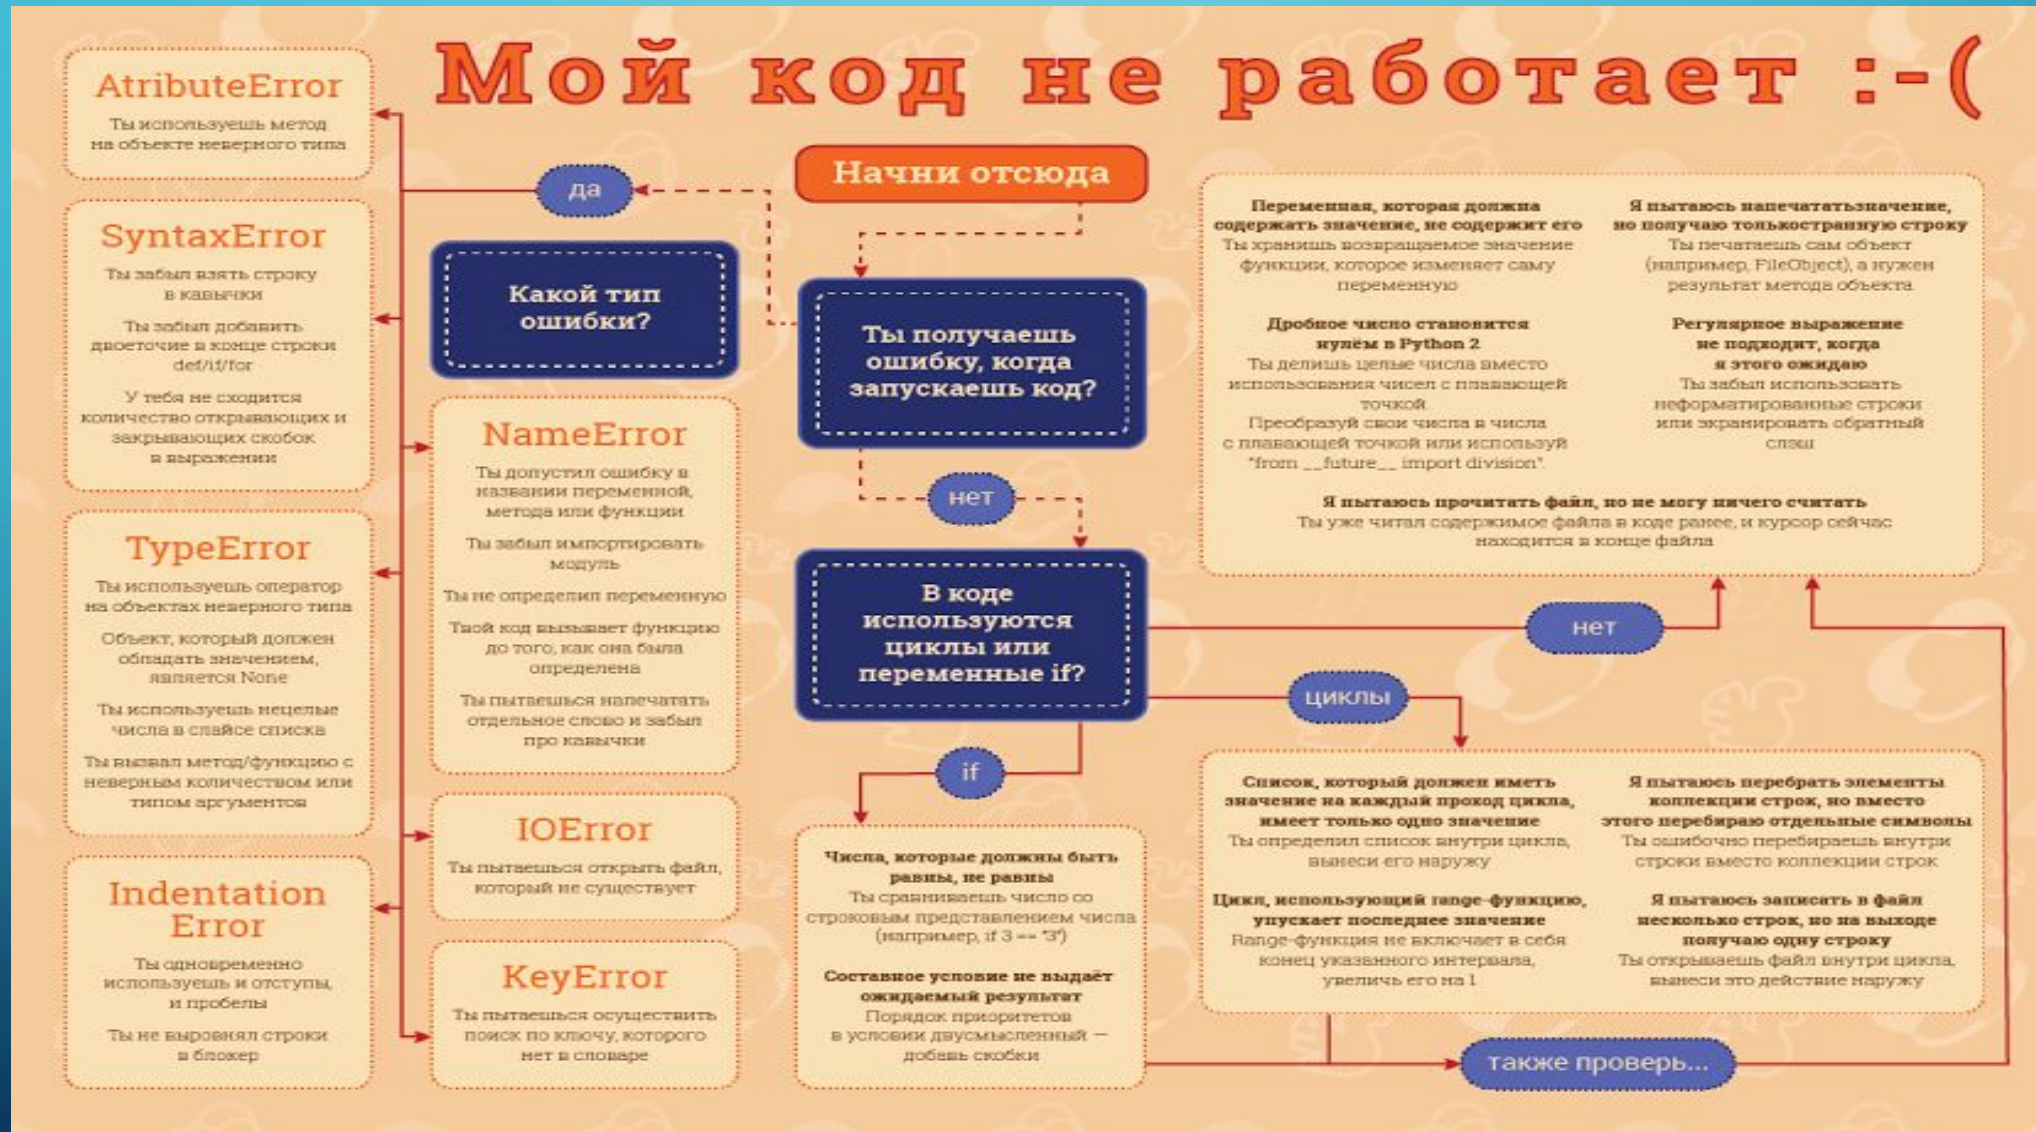 Мой код не работает :-(
Начни отсюда
Ты получаешь
ошибку, когда
запускаешь код?
да
Какой тип
ошибки?
AtributeError
Ты используешь метод
на объекте неверного типа
SyntaxError
Ты забыл взять строку
в кавычки
Ты забыл добавить
двоеточие в конце строки
def/if/for
У тебя не сходится
количество открывающих и
закрывающих скобок
в выражении
TypeError
Ты используешь оператор
на объектах неверного типа
Объект, который должен
обладать значением,
является None
Ты используешь нецелые
числа в слайсе списка
Ты вызвал метод/функцию с
неверным количеством или
типом аргументов
Indentation
Error
Ты одновременно
используешь и отступы,
и пробелы
Ты не выровнял строки
в блокер
NameError
Ты допустил ошибку в
названии переменной,
метода или функции
Ты забыл импортировать
модуль
Ты не определил переменную
Твой код вызывает функцию
до того, как она была
определена
Ты пытаешься напечатать
отдельное слово и забыл
про кавычки
IOError
Ты пытаешься открыть файл,
который не существует
KeyError
Ты пытаешься осуществить
поиск по ключу, которого
нет в словаре
нет
В коде
используются
циклы или
переменные if?
if
Числа, которые должны быть
равны, не равны
Ты сравниваешь число со
строковым представлением числа
(например, if 3 == "3")
Составное условие не выдаёт
ожидаемый результат
Порядок приоритетов
в условии двусмысленный —
добавь скобки
циклы
Список, который должен иметь
значение на каждый проход цикла,
имеет только одно значение
Ты определил список внутри цикла,
вынеси его наружу
Цикл, использующий range-функцию,
упускает последнее значение
Range-функция не включает в себя
конец указанного интервала,
увеличь его на 1
Я пытаюсь перебрать элементы
коллекции строк, но вместо
этого перебираю отдельные символы
Ты ошибочно перебираешь внутри
строки вместо коллекции строк
Я пытаюсь записать в файл
несколько строк, но на выходе
получаю одну строку
Ты открываешь файл внутри цикла,
вынеси это действие наружу
также проверь...
нет
Переменная, которая должна
содержать значение, не содержит его
Ты хранишь возвращаемое значение
функции, которое изменяет саму
переменную
Дробное число становится
нулём в Python 2
Ты делишь целые числа вместо
использования чисел с плавающей
точкой.
Преобразуй свои числа в числа
с плавающей точкой или используй
"from __future__ import division".
Я пытаюсь напечататьзначение,
но получаю толькостранную строку
Ты печатаешь сам объект
(например, FileObject), а нужен
результат метода объекта
Регулярное выражение
не подходит, когда
я этого ожидаю
Ты забыл использовать
неформатированные строки
или экранировать обратный
слэш
Я пытаюсь прочитать файл, но не могу ничего считать
Ты уже читал содержимое файла в коде ранее, и курсор сейчас
находится в конце файла